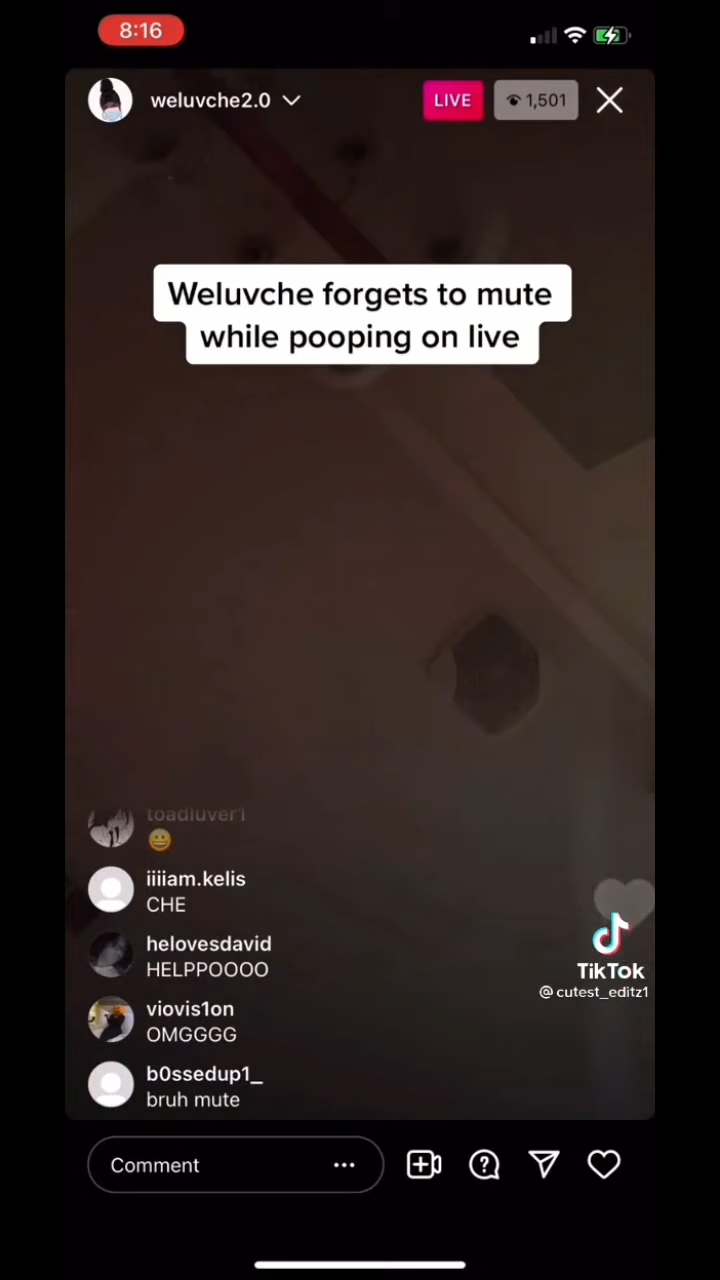 8:16
weluvche2.0
LIVE
1,501
Weluvche forgets to mute
while pooping on live
toadluver1
😀
iiiiam.kelis
CHE
helovesdavid
HELPPOOOO
viovis1on
OMGGGG
b0ssedup1_
bruh mute
TikTok
@cutest_editz1
Comment